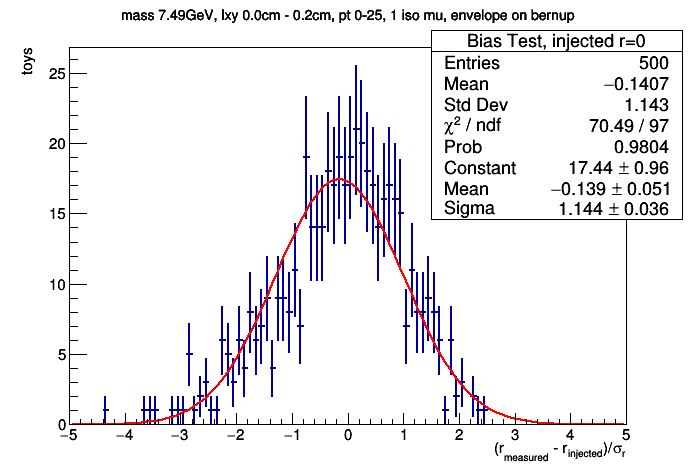 mass 7.49GeV, lxy 0.0cm - 0.2cm, pt 0-25, 1 iso mu, envelope on bernup
Bias Test, injected r=0
Entries 500
Mean −0.1407
Std Dev 1.143
χ² / ndf 70.49 / 97
Prob 0.9804
Constant 17.44 ± 0.96
Mean −0.139 ± 0.051
Sigma 1.144 ± 0.036
toys
25
20
15
10
5
0
−5 −4 −3 −2 −1 0 1 2 3 4 5
(r_measured - r_injected)/σ_r